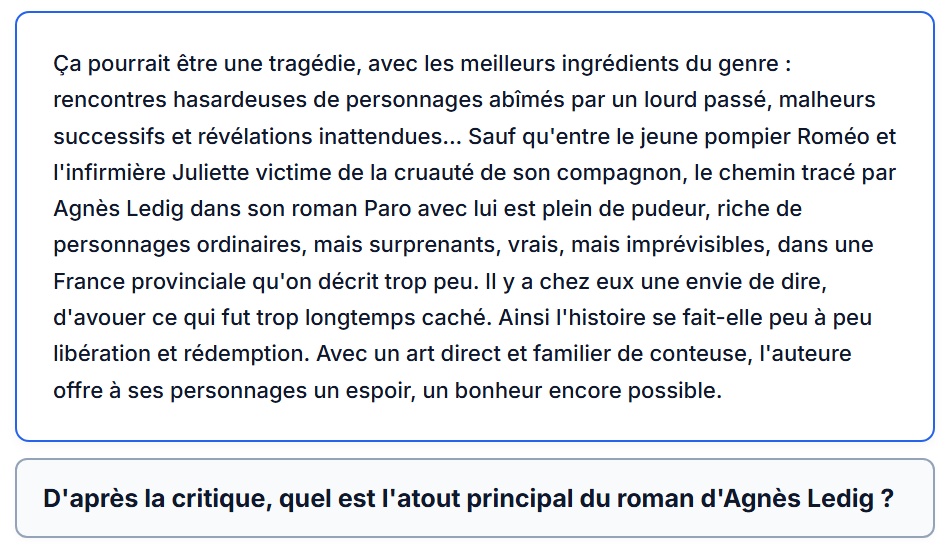 Ça pourrait être une tragédie, avec les meilleurs ingrédients du genre :
rencontres hasardeuses de personnages abîmés par un lourd passé, malheurs
successifs et révélations inattendues... Sauf qu'entre le jeune pompier Roméo et
l'infirmière Juliette victime de la cruauté de son compagnon, le chemin tracé par
Agnès Ledig dans son roman Paro avec lui est plein de pudeur, riche de
personnages ordinaires, mais surprenants, vrais, mais imprévisibles, dans une
France provinciale qu'on décrit trop peu. Il y a chez eux une envie de dire,
d'avouer ce qui fut trop longtemps caché. Ainsi l'histoire se fait-elle peu à peu
libération et rédemption. Avec un art direct et familier de conteuse, l'auteure
offre à ses personnages un espoir, un bonheur encore possible.
D'après la critique, quel est l'atout principal du roman d'Agnès Ledig ?